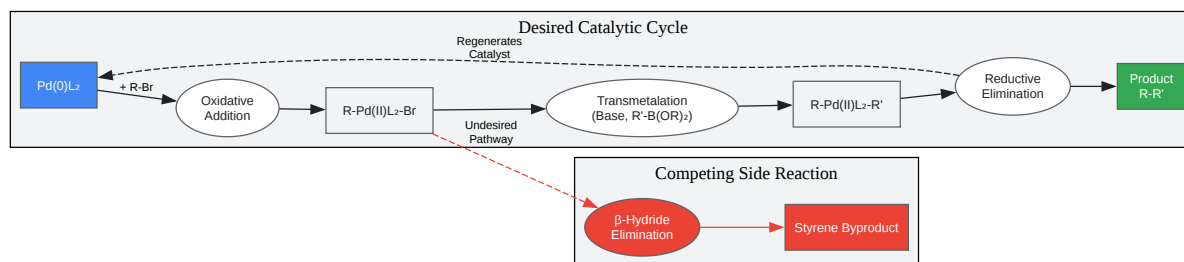 Desired Catalytic Cycle
Regenerates
Catalyst
Pd(0)L₂
+ R-Br
Oxidative
Addition
R-Pd(II)L₂-Br
Undesired
Pathway
Transmetalation
(Base, R'-B(OR)₂)
R-Pd(II)L₂-R'
Reductive
Elimination
Product
R-R'
Competing Side Reaction
β-Hydride
Elimination
Styrene Byproduct